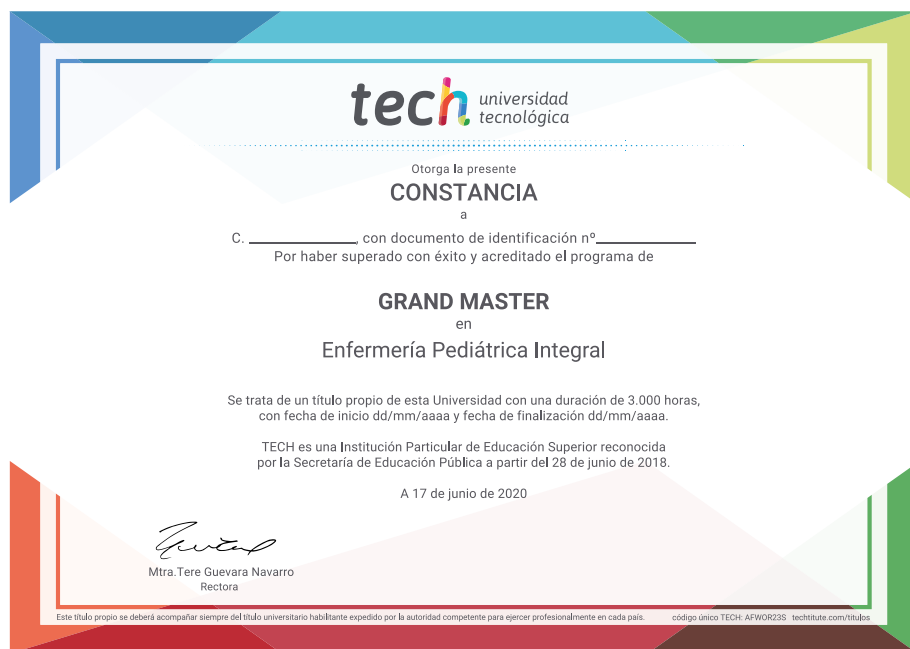 tech universidad
tecnológica
Otorga la presente
CONSTANCIA
a
C. ____________, con documento de identificación nº____________
Por haber superado con éxito y acreditado el programa de
GRAND MASTER
en
Enfermería Pediátrica Integral
Se trata de un título propio de esta Universidad con una duración de 3.000 horas,
con fecha de inicio dd/mm/aaaa y fecha de finalización dd/mm/aaaa.
TECH es una Institución Particular de Educación Superior reconocida
por la Secretaría de Educación Pública a partir del 28 de junio de 2018.
A 17 de junio de 2020
Mtra.Tere Guevara Navarro
Rectora
Este título propio se deberá acompañar siempre del título universitario habilitante expedido por la autoridad competente para ejercer profesionalmente en cada país. código único TECH: AFWOR23S techtitute.com/titulos